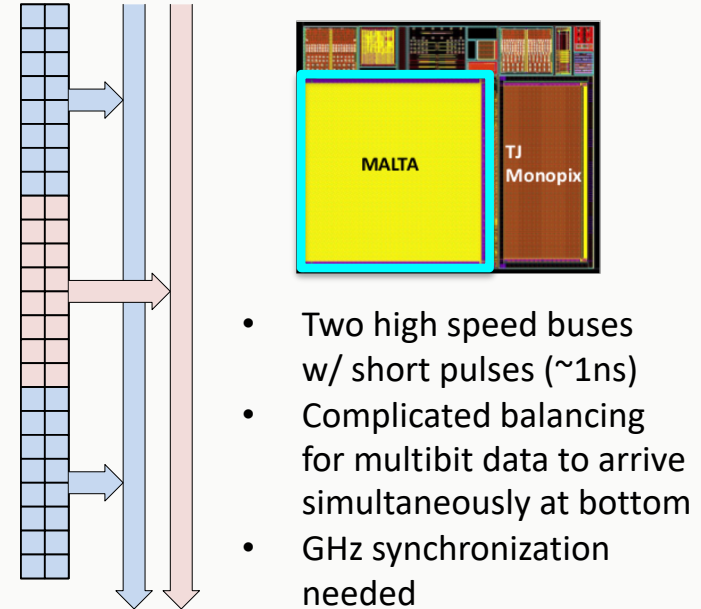 MALTA
TJ
Monopix
• Two high speed buses
w/ short pulses (~1ns)
• Complicated balancing
for multibit data to arrive
simultaneously at bottom
• GHz synchronization
needed